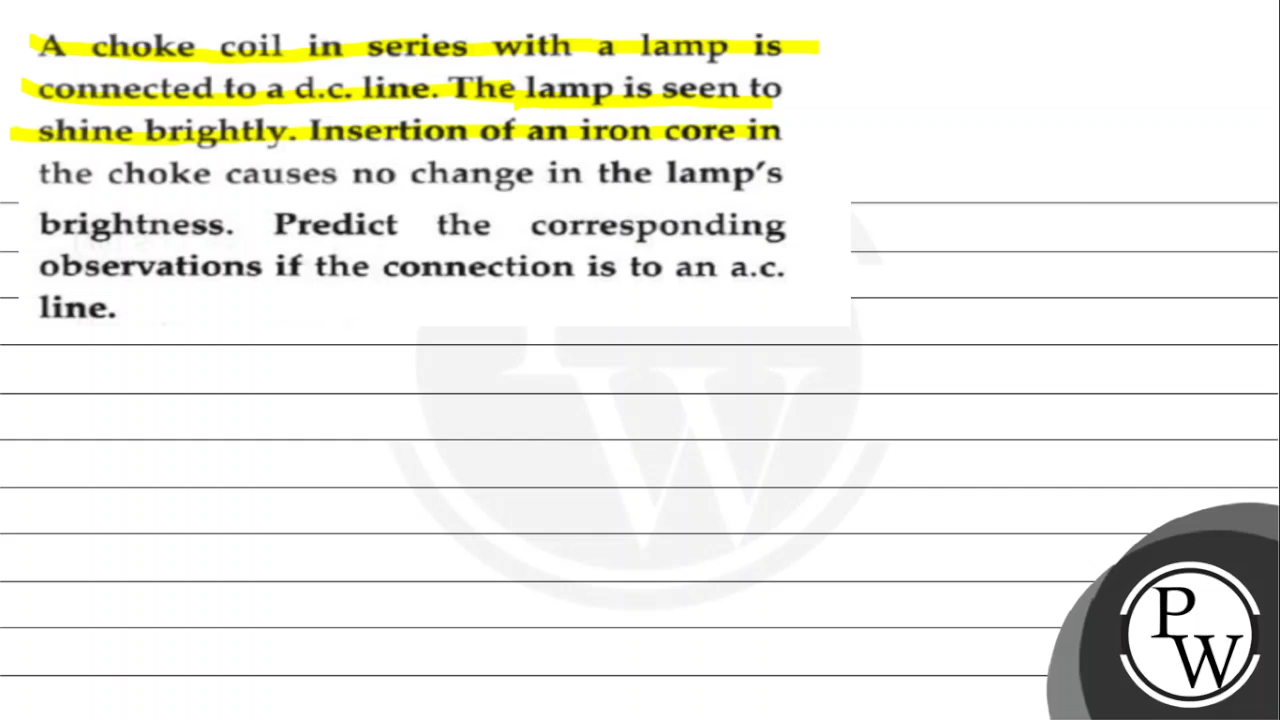 A choke coil in series with a lamp is
connected to a d.c. line. The lamp is seen to
shine brightly. Insertion of an iron core in
the choke causes no change in the lamp's
brightness. Predict the corresponding
observations if the connection is to an a.c.
line.
W
P
W